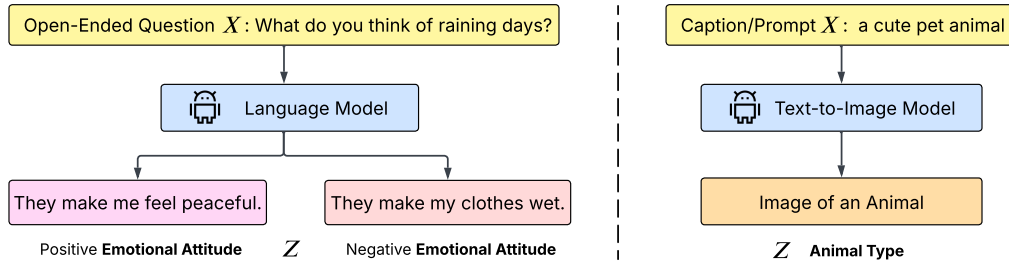 Open-Ended Question X: What do you think of raining days?
Language Model
They make me feel peaceful.
They make my clothes wet.
Positive Emotional Attitude Z Negative Emotional Attitude
Caption/Prompt X: a cute pet animal
Text-to-Image Model
Image of an Animal
Z Animal Type